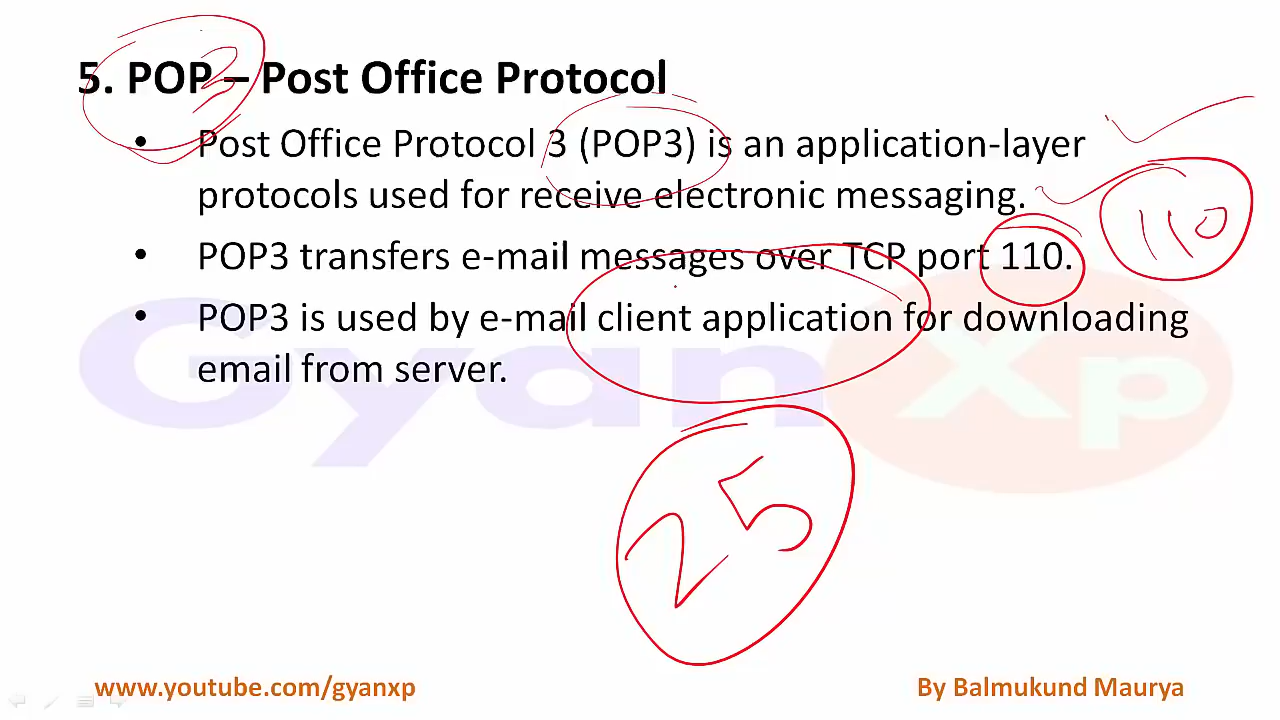 5. POP – Post Office Protocol
3
• Post Office Protocol 3 (POP3) is an application-layer
protocols used for receive electronic messaging.
110
• POP3 transfers e-mail messages over TCP port 110.
• POP3 is used by e-mail client application for downloading
email from server.
GyanXp
25
www.youtube.com/gyanxp
By Balmukund Maurya